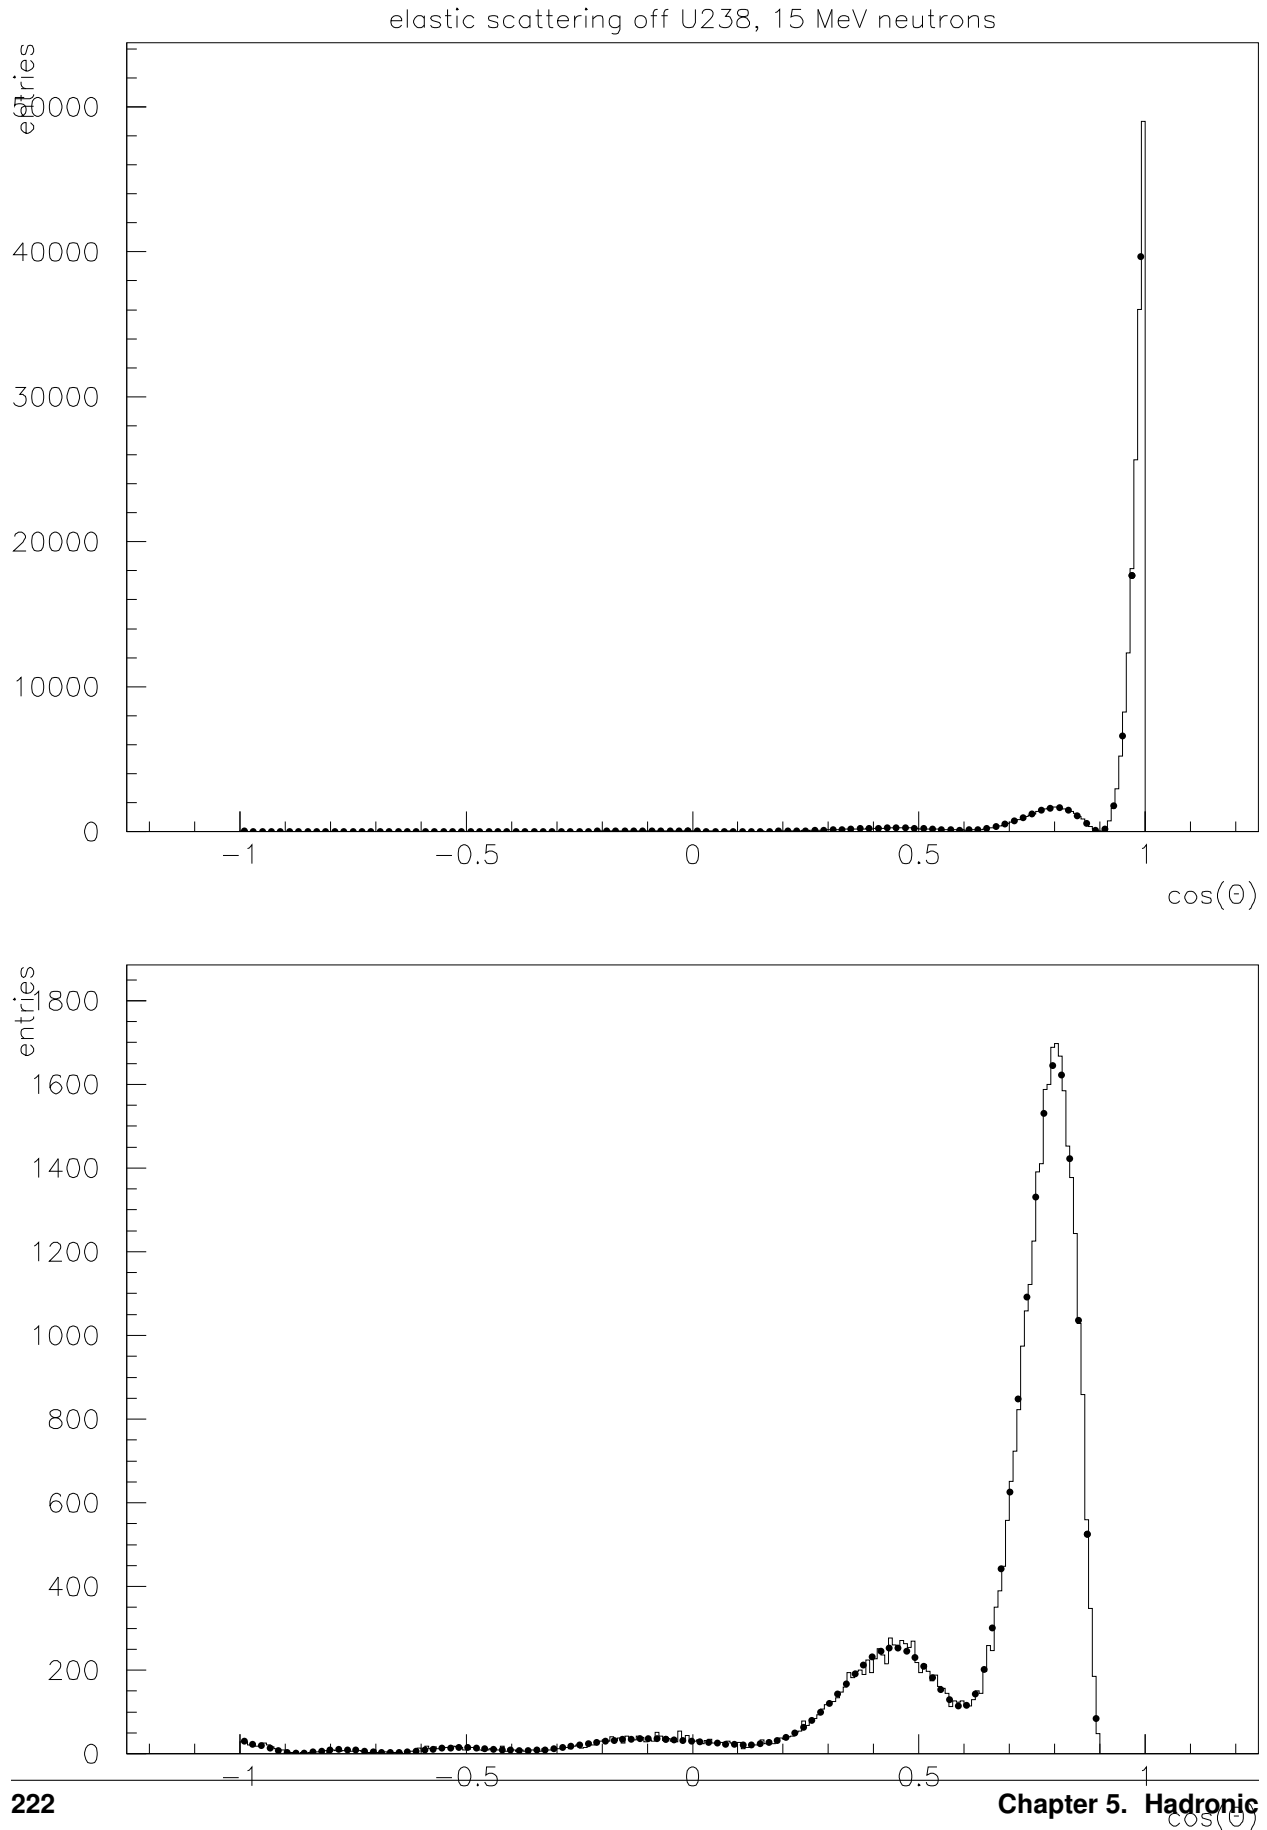 elastic scattering off U238, 15 MeV neutrons
entries
50000
40000
30000
20000
10000
0
−1 −0.5 0 0.5 1
cos(Θ)
entries
1800
1600
1400
1200
1000
800
600
400
200
0
−1 −0.5 0 0.5 1
cos(Θ)
222 Chapter 5. Hadronic